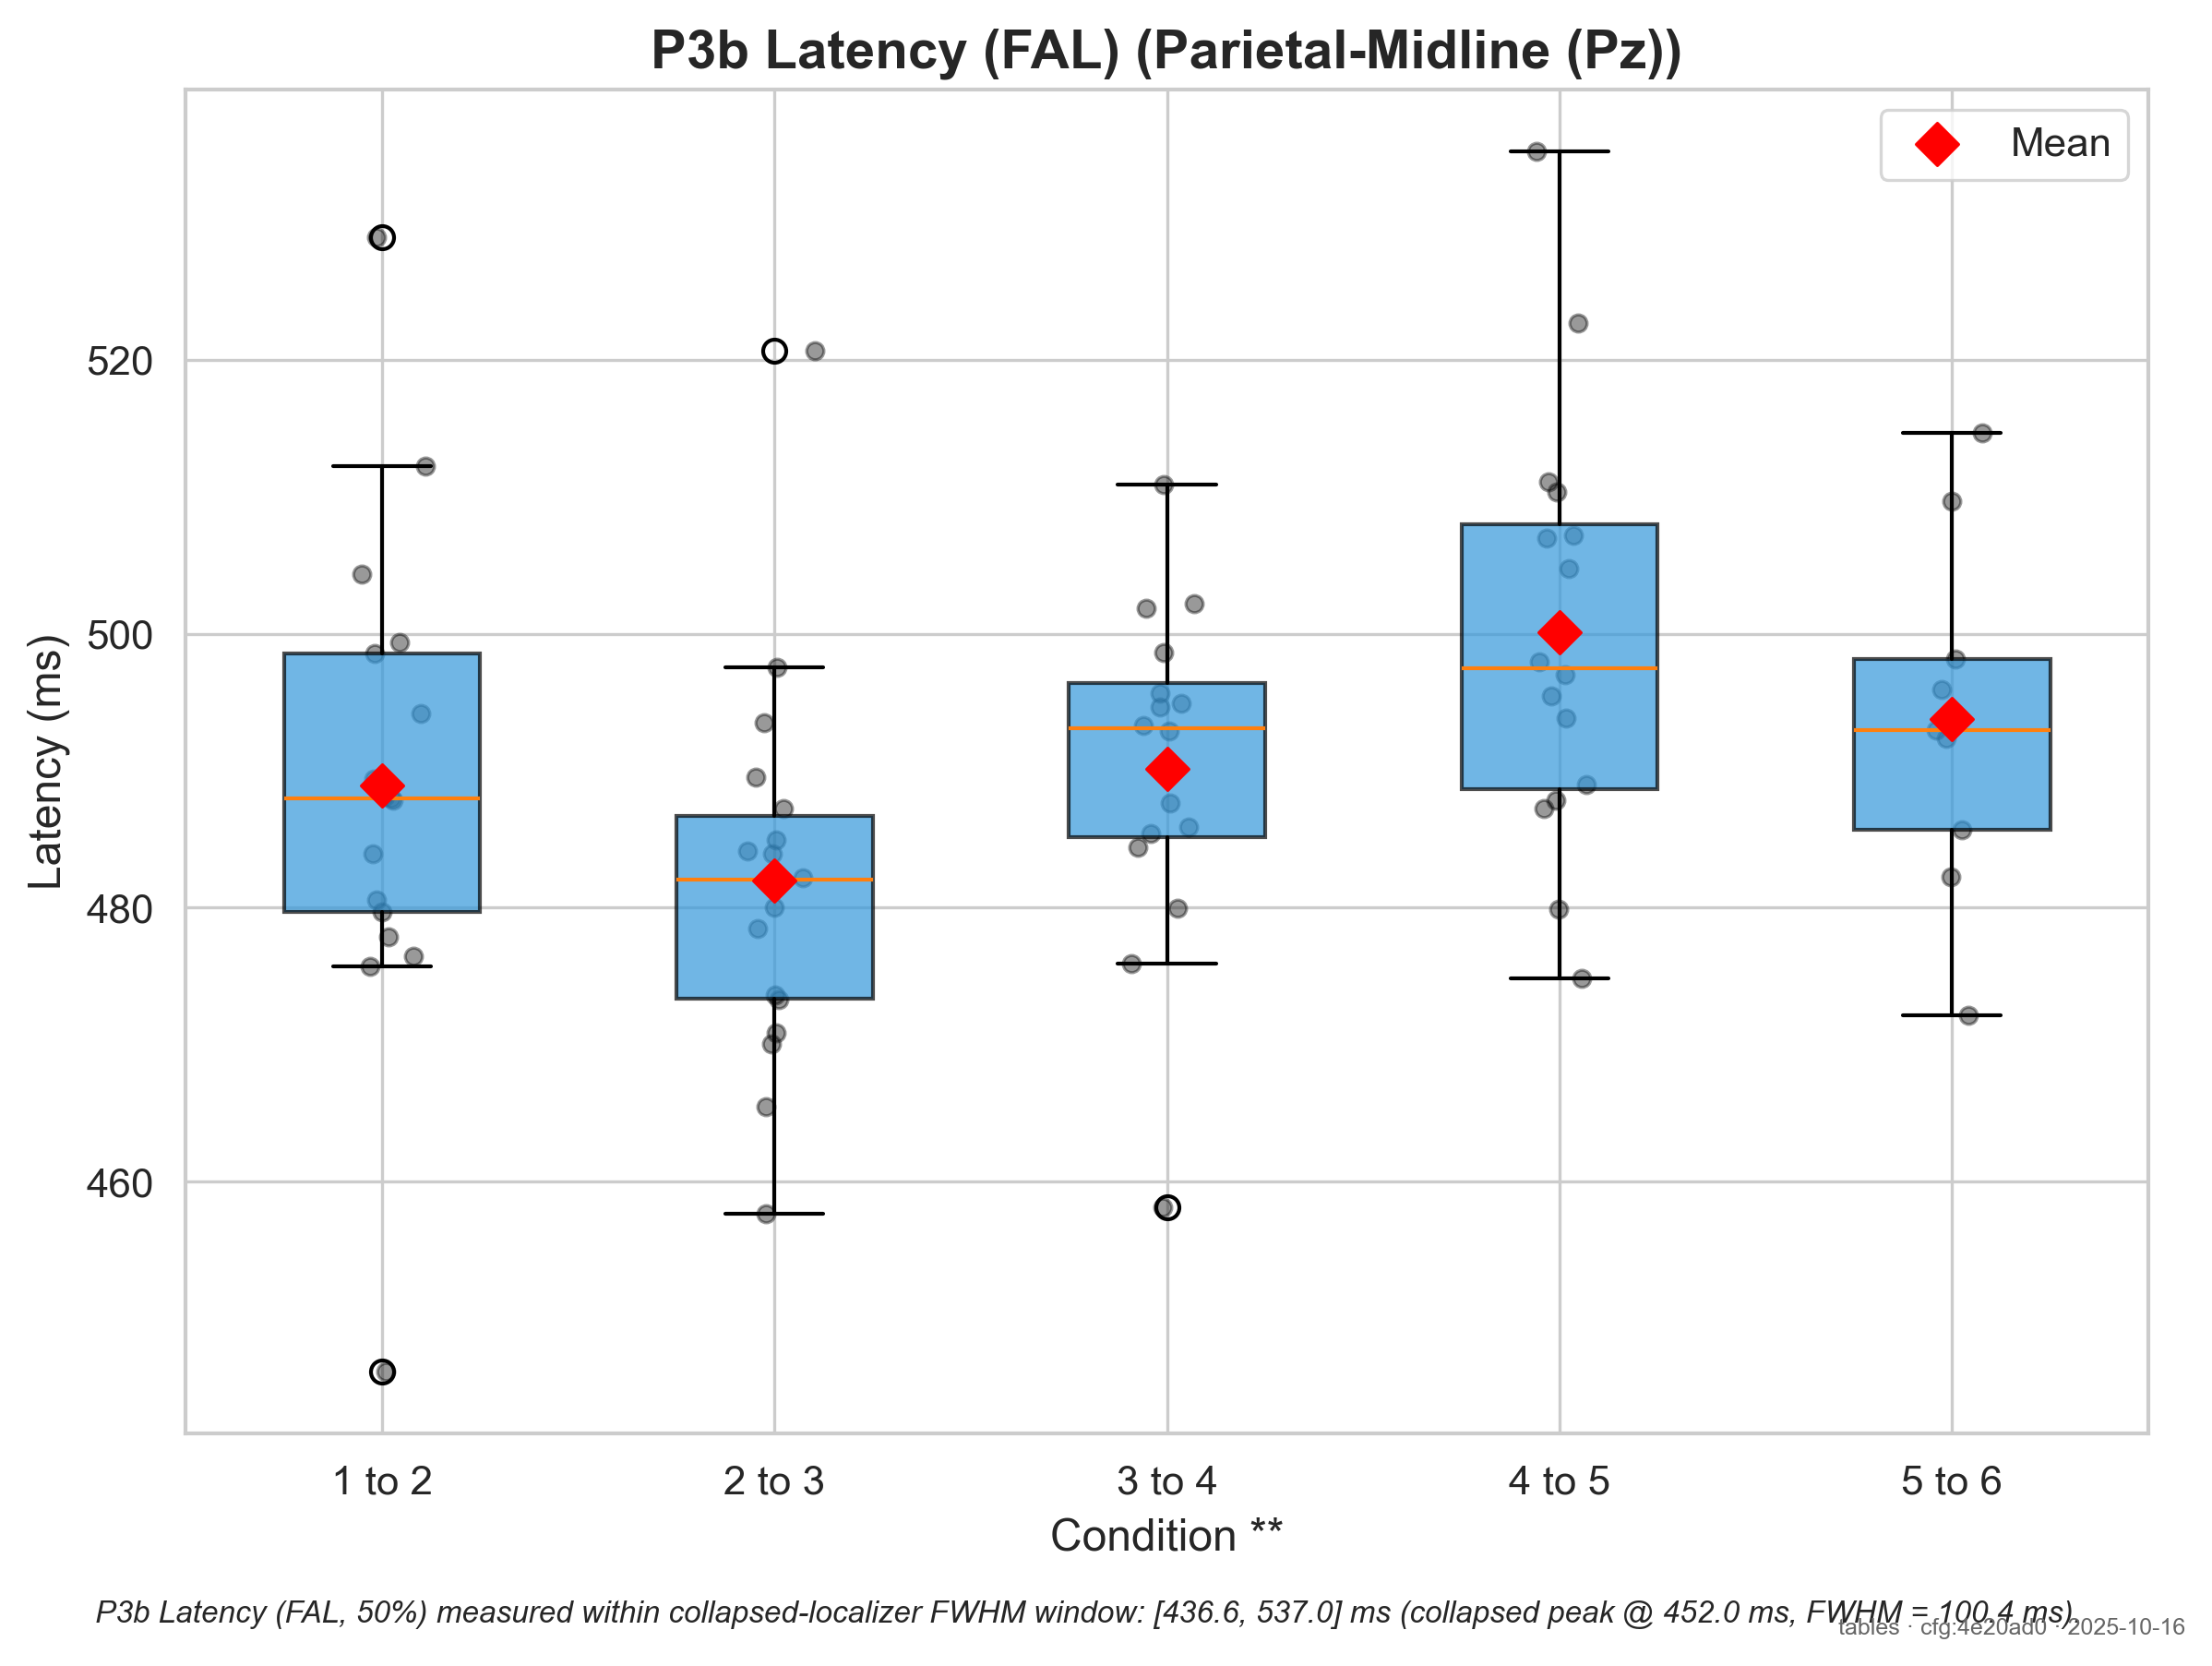 P3b Latency (FAL) (Parietal-Midline (Pz))
Mean
Latency (ms)
520
500
480
460
1 to 2
2 to 3
3 to 4
4 to 5
5 to 6
Condition **
P3b Latency (FAL, 50%) measured within collapsed-localizer FWHM window: [436.6, 537.0] ms (collapsed peak @ 452.0 ms, FWHM = 100.4 ms).
tables · cfg:4e20ad0 · 2025-10-16